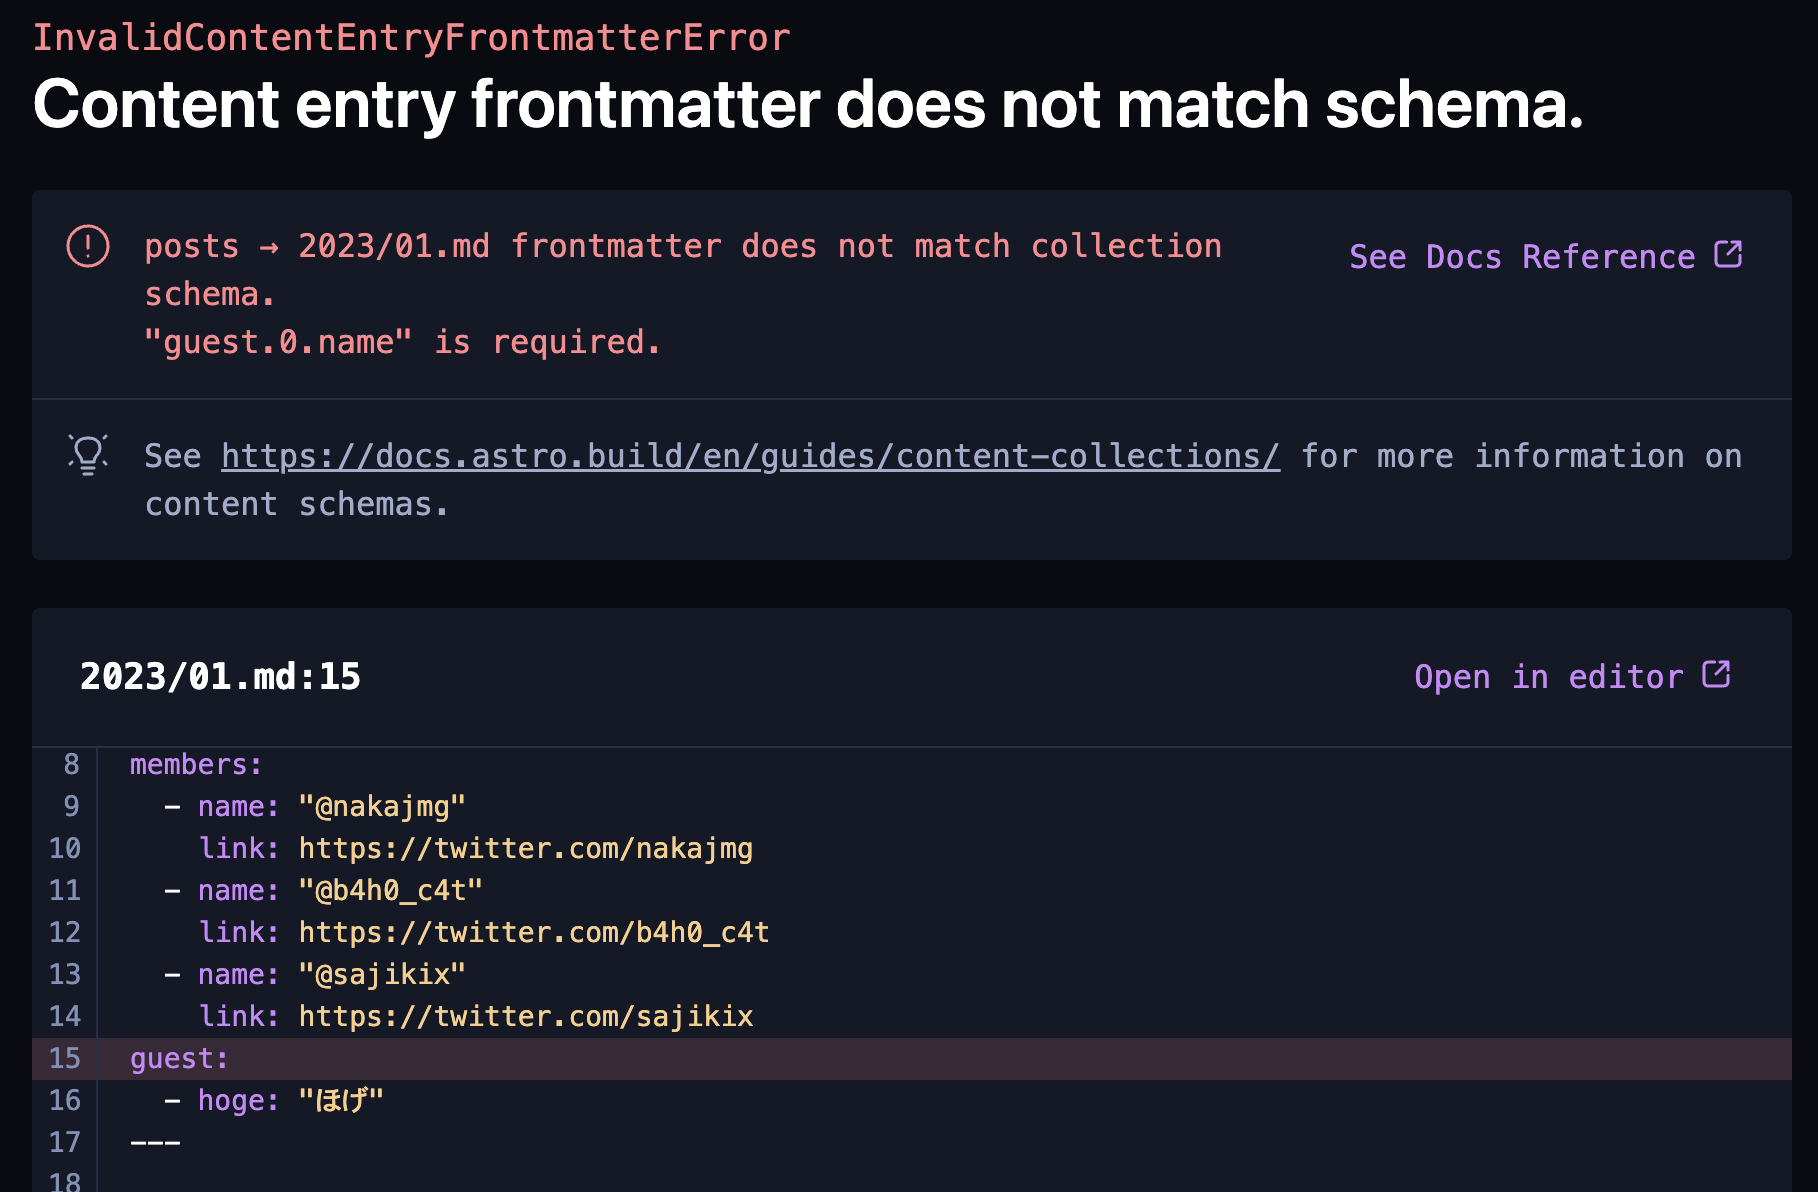 InvalidContentEntryFrontmatterError
Content entry frontmatter does not match schema.
posts → 2023/01.md frontmatter does not match collection
schema.
"guest.0.name" is required.
See Docs Reference
See https://docs.astro.build/en/guides/content-collections/ for more information on
content schemas.
2023/01.md:15
Open in editor
8 members:
9   - name: "@nakajmg"
10     link: https://twitter.com/nakajmg
11   - name: "@b4h0_c4t"
12     link: https://twitter.com/b4h0_c4t
13   - name: "@sajikix"
14     link: https://twitter.com/sajikix
15 guest:
16   - hoge: "ほげ"
17 ---
18